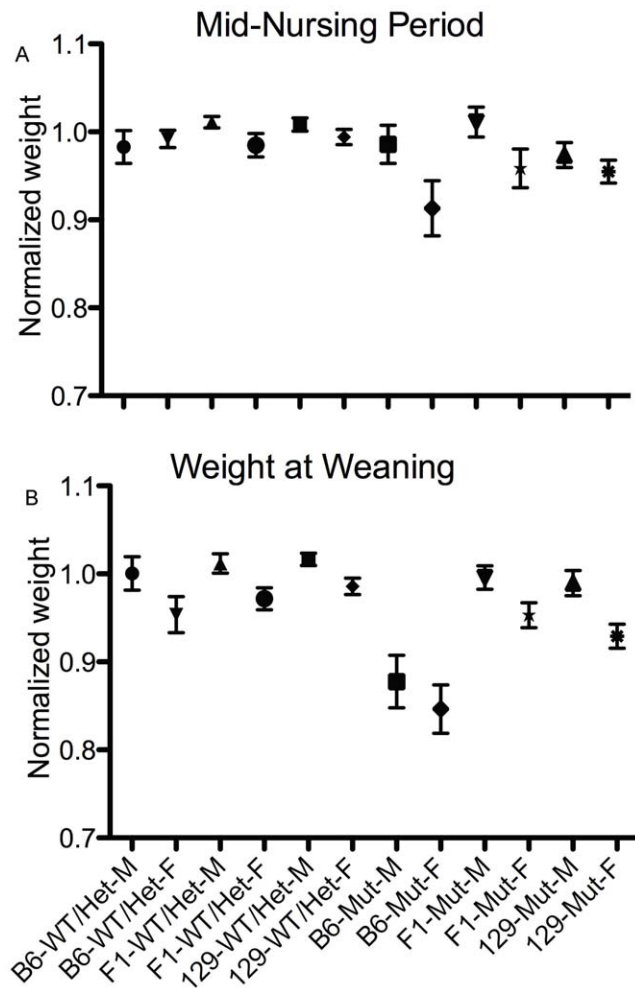 Mid-Nursing Period
A
1.1
1.0
0.9
0.8
0.7
Normalized weight
Weight at Weaning
B
1.1
1.0
0.9
0.8
0.7
Normalized weight
B6-WT/Het-M
B6-WT/Het-F
F1-WT/Het-M
F1-WT/Het-F
129-WT/Het-M
129-WT/Het-F
B6-Mut-M
B6-Mut-F
F1-Mut-M
F1-Mut-F
129-Mut-M
129-Mut-F